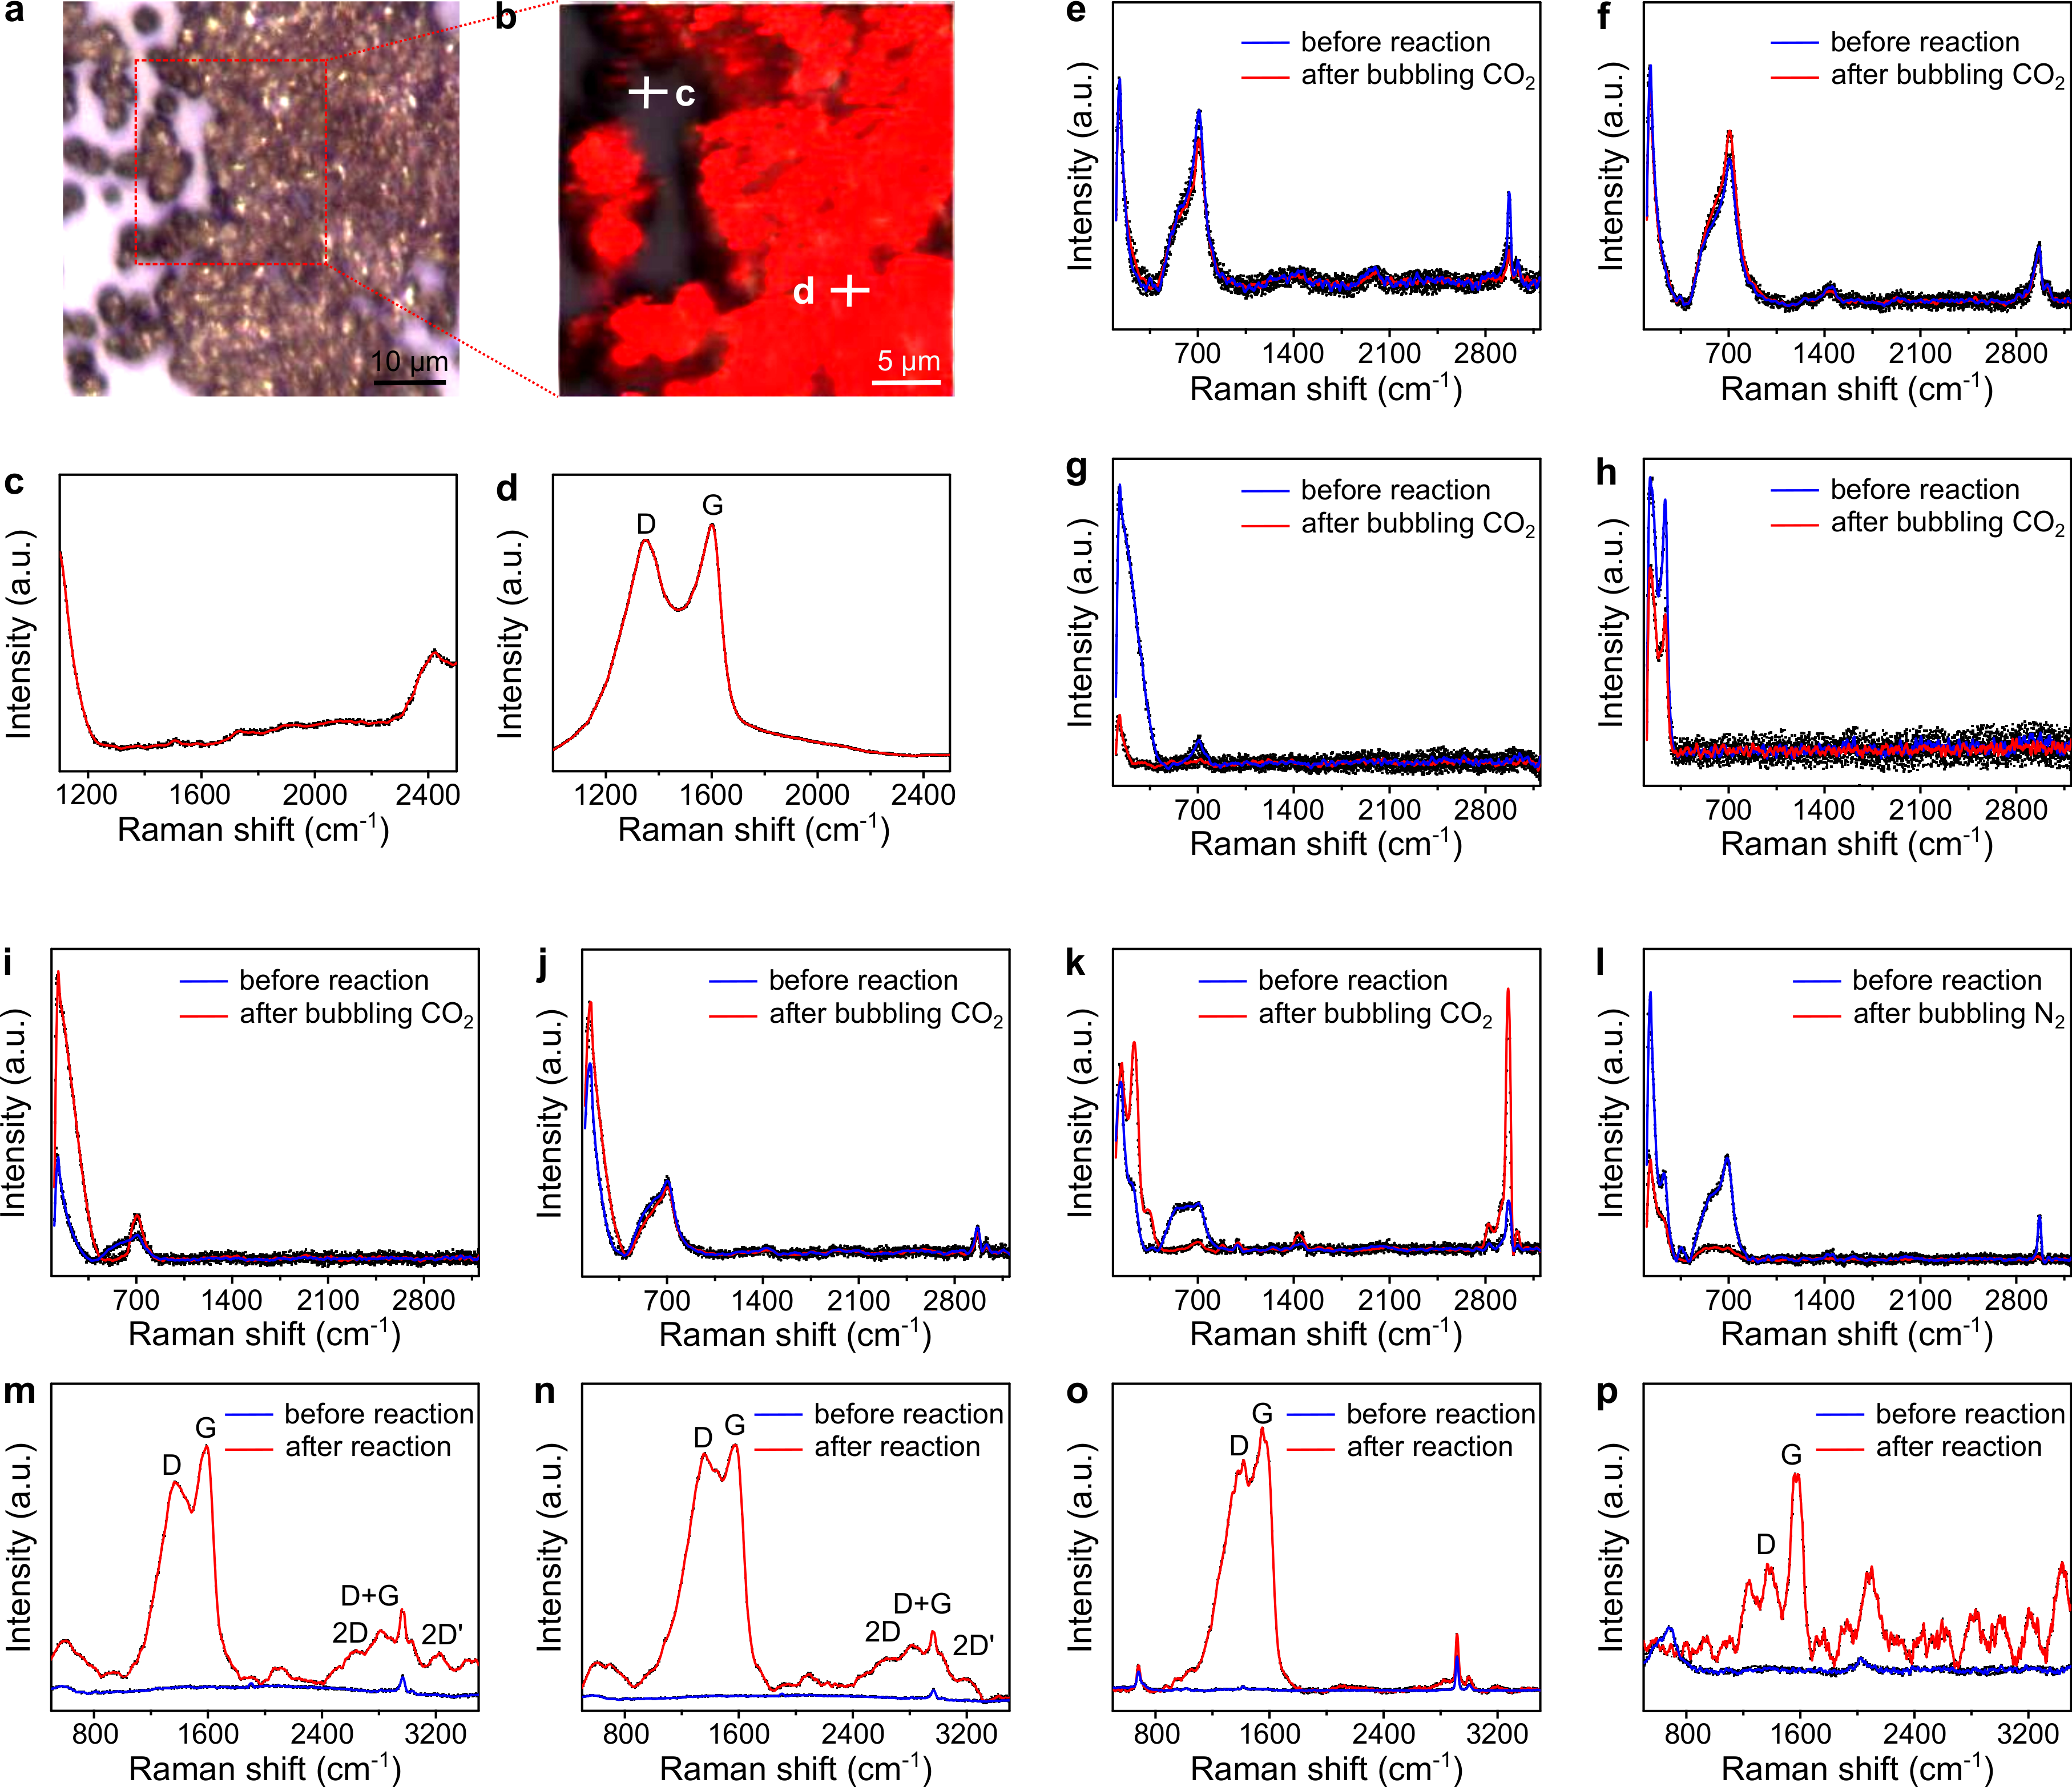 a
10 µm
b
c
d
5 µm
e
before reaction
after bubbling CO₂
Intensity (a.u.)
700 1400 2100 2800
Raman shift (cm⁻¹)
f
before reaction
after bubbling CO₂
Intensity (a.u.)
700 1400 2100 2800
Raman shift (cm⁻¹)
c
Intensity (a.u.)
1200 1600 2000 2400
Raman shift (cm⁻¹)
d
D
G
Intensity (a.u.)
1200 1600 2000 2400
Raman shift (cm⁻¹)
g
before reaction
after bubbling CO₂
Intensity (a.u.)
700 1400 2100 2800
Raman shift (cm⁻¹)
h
before reaction
after bubbling CO₂
Intensity (a.u.)
700 1400 2100 2800
Raman shift (cm⁻¹)
i
before reaction
after bubbling CO₂
Intensity (a.u.)
700 1400 2100 2800
Raman shift (cm⁻¹)
j
before reaction
after bubbling CO₂
Intensity (a.u.)
700 1400 2100 2800
Raman shift (cm⁻¹)
k
before reaction
after bubbling CO₂
Intensity (a.u.)
700 1400 2100 2800
Raman shift (cm⁻¹)
l
before reaction
after bubbling N₂
Intensity (a.u.)
700 1400 2100 2800
Raman shift (cm⁻¹)
m
before reaction
after reaction
D
G
D+G
2D
2D'
Intensity (a.u.)
800 1600 2400 3200
Raman shift (cm⁻¹)
n
before reaction
after reaction
D
G
D+G
2D
2D'
Intensity (a.u.)
800 1600 2400 3200
Raman shift (cm⁻¹)
o
before reaction
after reaction
D
G
Intensity (a.u.)
800 1600 2400 3200
Raman shift (cm⁻¹)
p
before reaction
after reaction
G
D
Intensity (a.u.)
800 1600 2400 3200
Raman shift (cm⁻¹)